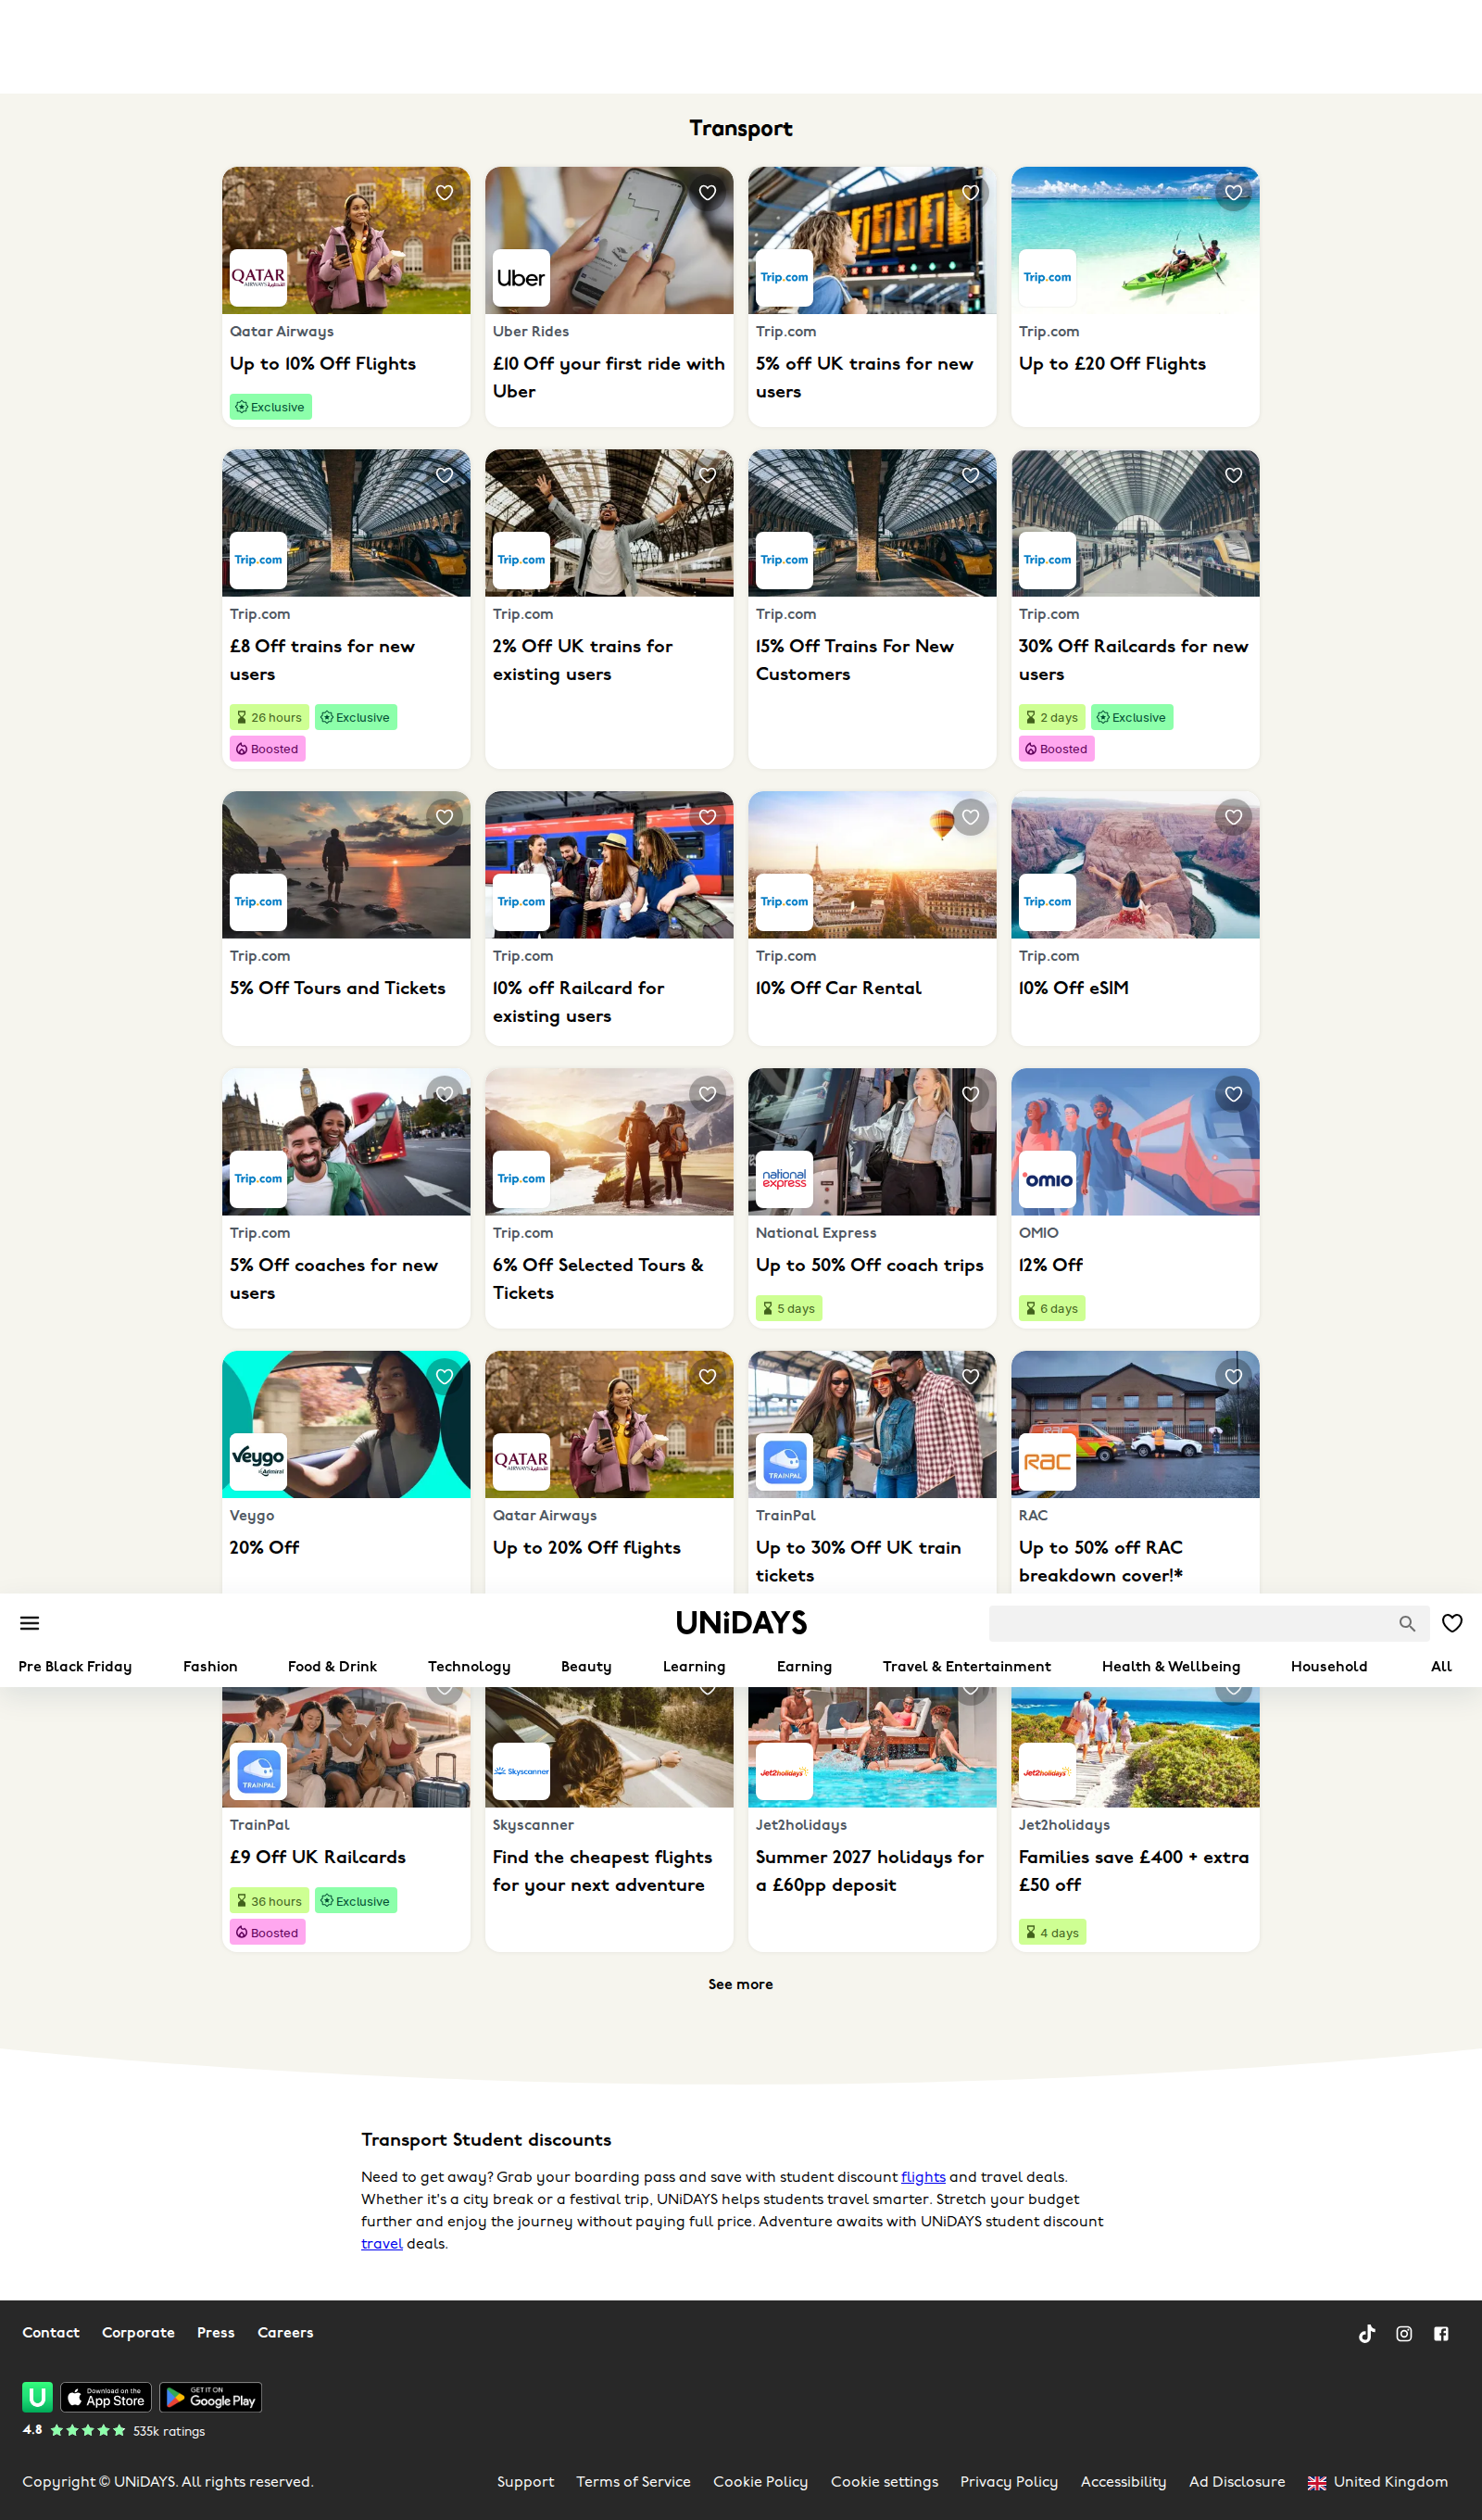 Transport
QATAR
AIRWAYS القطرية
Qatar Airways
Up to 10% Off Flights
Exclusive
Uber
Uber Rides
£10 Off your first ride with
Uber
Trip.com
Trip.com
5% off UK trains for new
users
Trip.com
Trip.com
Up to £20 Off Flights
Trip.com
Trip.com
£8 Off trains for new
users
26 hours
Exclusive
Boosted
Trip.com
Trip.com
2% Off UK trains for
existing users
Trip.com
Trip.com
15% Off Trains For New
Customers
Trip.com
Trip.com
30% Off Railcards for new
users
2 days
Exclusive
Boosted
Trip.com
Trip.com
5% Off Tours and Tickets
Trip.com
Trip.com
10% off Railcard for
existing users
Trip.com
Trip.com
10% Off Car Rental
Trip.com
Trip.com
10% Off eSIM
Trip.com
Trip.com
5% Off coaches for new
users
Trip.com
Trip.com
6% Off Selected Tours &
Tickets
national
express
National Express
Up to 50% Off coach trips
5 days
omio
OMIO
12% Off
6 days
Veygo
Admiral
Veygo
20% Off
QATAR
AIRWAYS القطرية
Qatar Airways
Up to 20% Off flights
TRAINPAL
TrainPal
Up to 30% Off UK train
tickets
RAC
RAC
RAC
Up to 50% off RAC
breakdown cover!*
UNiDAYS
Pre Black Friday
Fashion
Food & Drink
Technology
Beauty
Learning
Earning
Travel & Entertainment
Health & Wellbeing
Household
All
TRAINPAL
TrainPal
£9 Off UK Railcards
36 hours
Exclusive
Boosted
Skyscanner
Skyscanner
Find the cheapest flights
for your next adventure
Jet2holidays
Jet2holidays
Summer 2027 holidays for
a £60pp deposit
Jet2holidays
Jet2holidays
Families save £400 + extra
£50 off
4 days
See more
Transport Student discounts
Need to get away? Grab your boarding pass and save with student discount flights and travel deals.
Whether it's a city break or a festival trip, UNiDAYS helps students travel smarter. Stretch your budget
further and enjoy the journey without paying full price. Adventure awaits with UNiDAYS student discount
travel deals.
Contact
Corporate
Press
Careers
U
Download on the
App Store
GET IT ON
Google Play
4.8
535k ratings
Copyright © UNiDAYS. All rights reserved.
Support
Terms of Service
Cookie Policy
Cookie settings
Privacy Policy
Accessibility
Ad Disclosure
United Kingdom